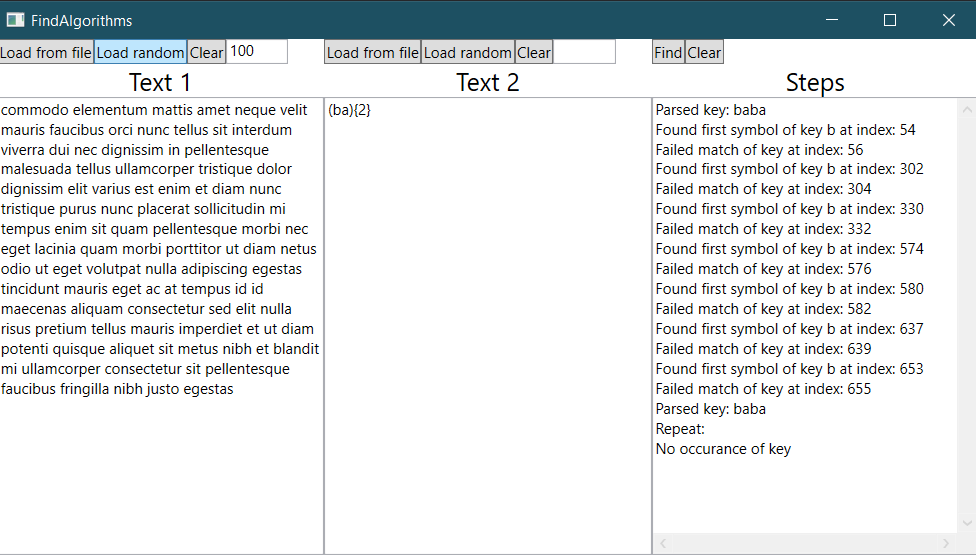 FindAlgorithms
Load from file Load random Clear 100
Load from file Load random Clear
Find Clear
Text 1
Text 2
Steps
commodo elementum mattis amet neque velit
mauris faucibus orci nunc tellus sit interdum
viverra dui nec dignissim in pellentesque
malesuada tellus ullamcorper tristique dolor
dignissim elit varius est enim et diam nunc
tristique purus nunc placerat sollicitudin mi
tempus enim sit quam pellentesque morbi nec
eget lacinia quam morbi porttitor ut diam netus
odio ut eget volutpat nulla adipiscing egestas
tincidunt mauris eget ac at tempus id id
maecenas aliquam consectetur sed elit nulla
risus pretium tellus mauris imperdiet et ut diam
potenti quisque aliquet sit metus nibh et blandit
mi ullamcorper consectetur sit pellentesque
faucibus fringilla nibh justo egestas
(ba){2}
Parsed key: baba
Found first symbol of key b at index: 54
Failed match of key at index: 56
Found first symbol of key b at index: 302
Failed match of key at index: 304
Found first symbol of key b at index: 330
Failed match of key at index: 332
Found first symbol of key b at index: 574
Failed match of key at index: 576
Found first symbol of key b at index: 580
Failed match of key at index: 582
Found first symbol of key b at index: 637
Failed match of key at index: 639
Found first symbol of key b at index: 653
Failed match of key at index: 655
Parsed key: baba
Repeat:
No occurance of key